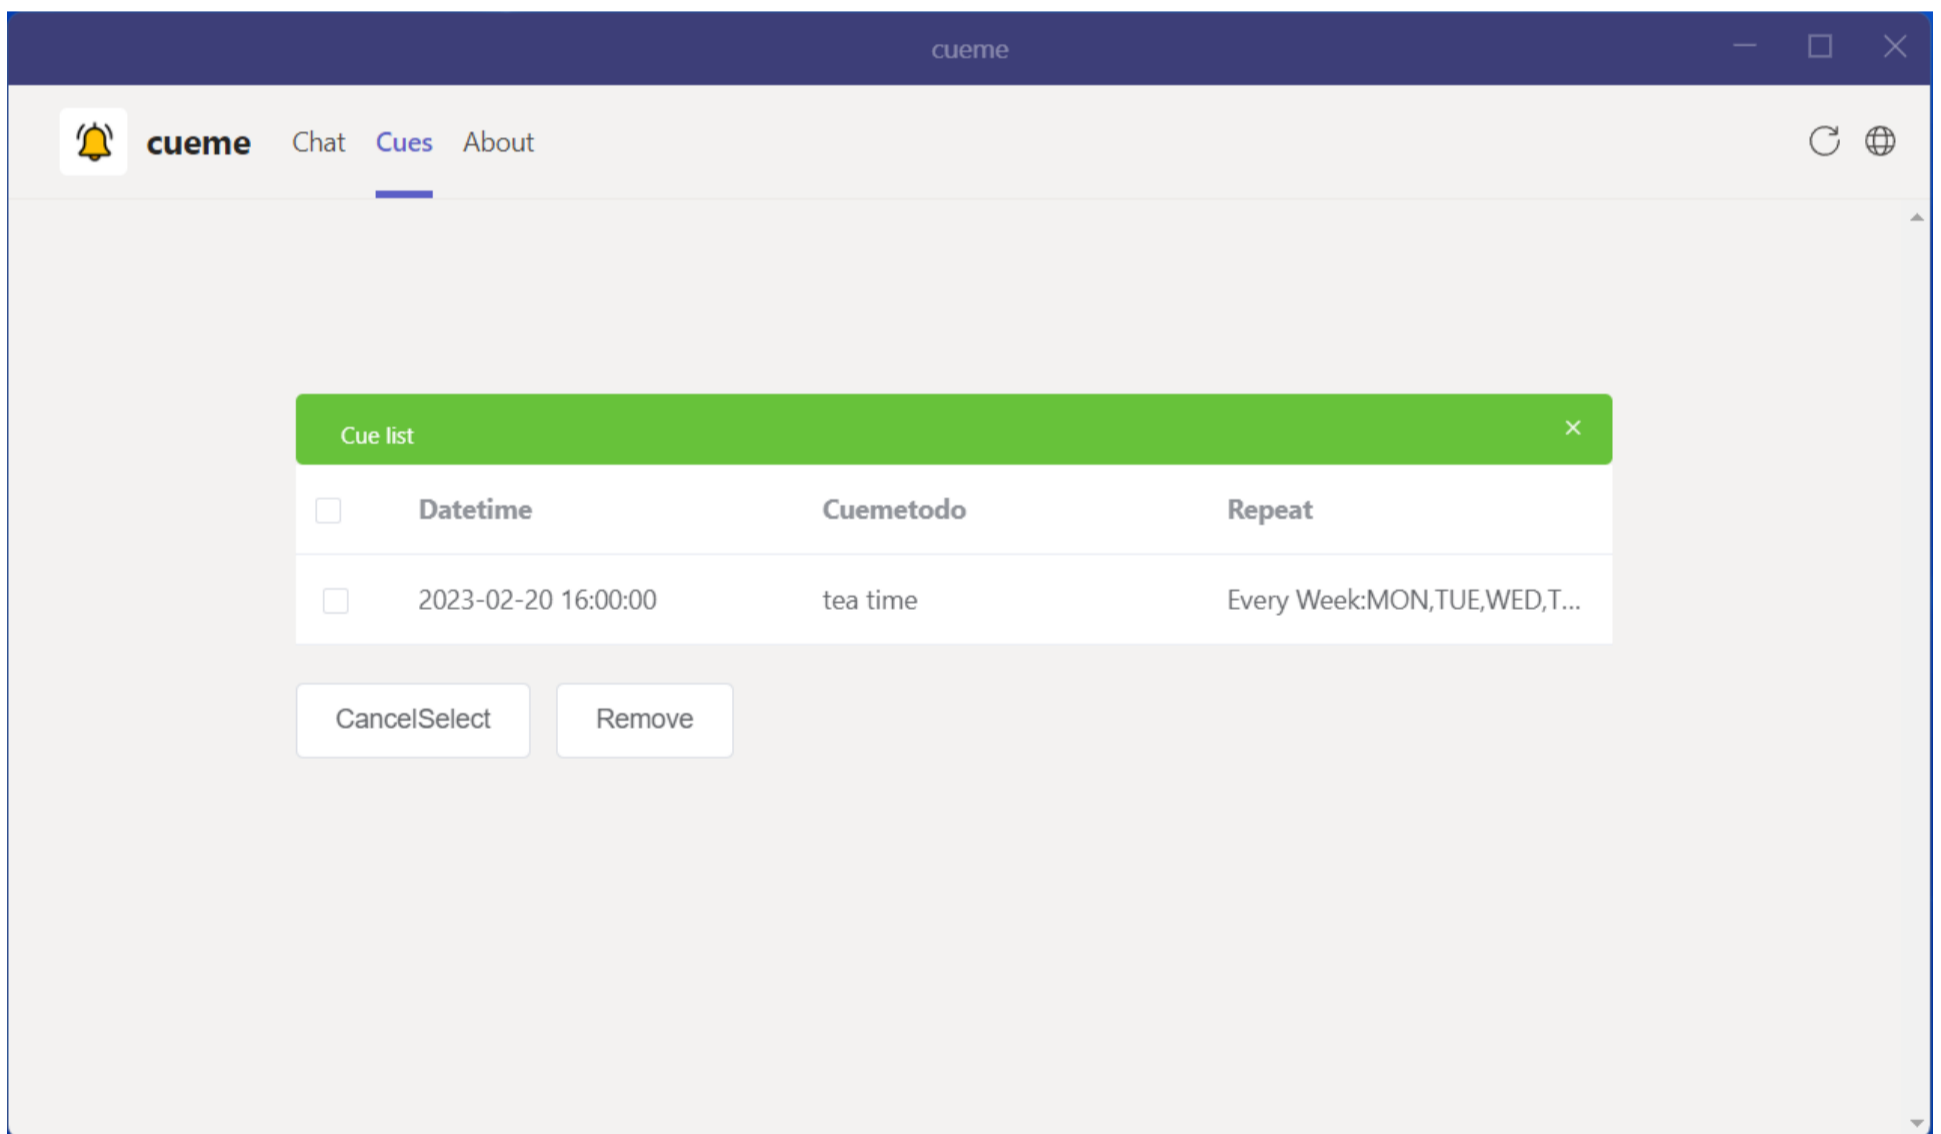 cueme
cueme Chat Cues About
Cue list
Datetime Cuemetodo Repeat
2023-02-20 16:00:00 tea time Every Week:MON,TUE,WED,T...
CancelSelect Remove